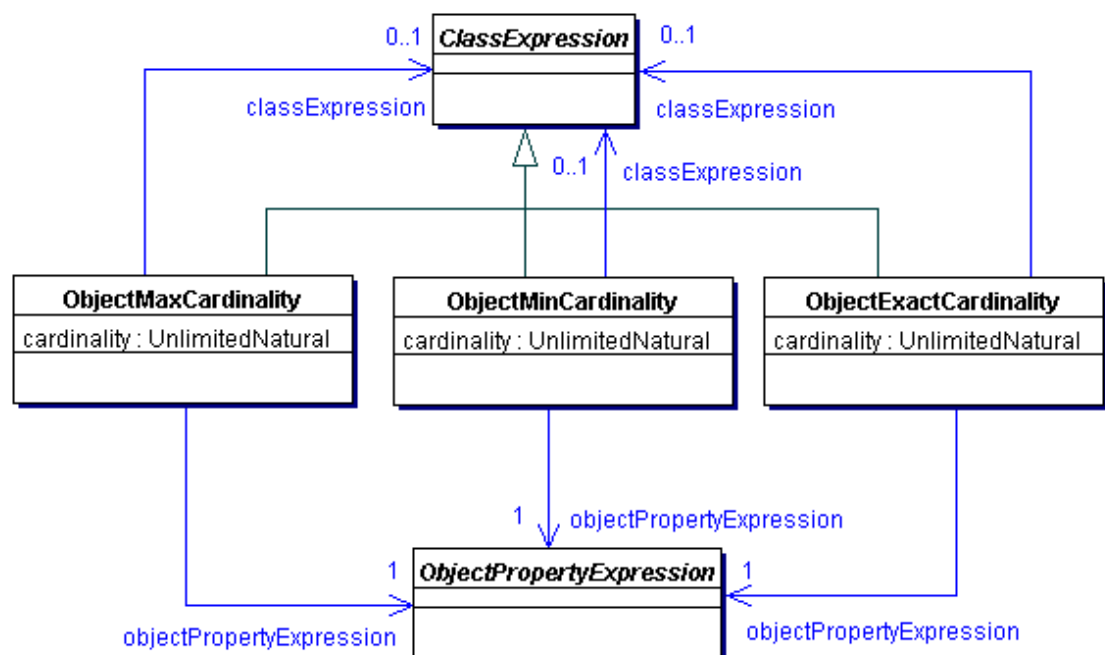 0..1
ClassExpression
0..1
classExpression
classExpression
0..1
classExpression
ObjectMaxCardinality
cardinality : UnlimitedNatural
ObjectMinCardinality
cardinality : UnlimitedNatural
ObjectExactCardinality
cardinality : UnlimitedNatural
1
objectPropertyExpression
1
ObjectPropertyExpression
1
objectPropertyExpression
objectPropertyExpression